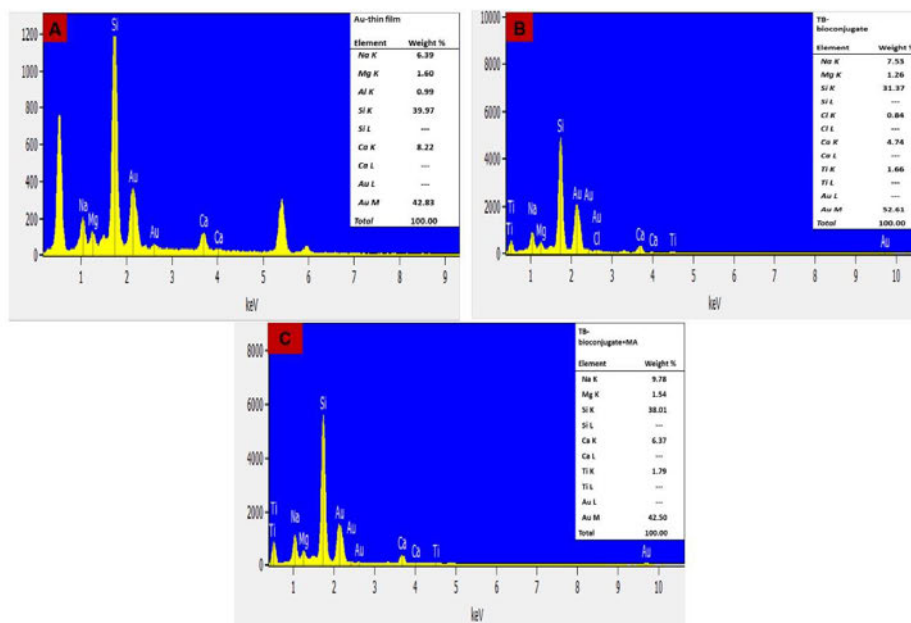 A
Au-thin film
Element Weight %
Na K 6.39
Mg K 1.60
Al K 0.99
Si K 39.97
Si L ---
Ca K 8.22
Ca L ---
Au L ---
Au M 42.83
Total 100.00
1200
1000
800
600
400
200
0
Si
Na
Mg
Au
Au
Ca
Ca
1 2 3 4 5 6 7 8 9
keV
B
TB-
bioconjugate
Element Weight %
Na K 7.53
Mg K 1.26
Si K 31.37
Si L ---
Cl K 0.84
Cl L ---
Ca K 4.74
Ca L ---
Ti K 1.66
Ti L ---
Au L ---
Au M 52.61
Total 100.00
10000
8000
6000
4000
2000
0
Si
Ti
Ti
Na
Mg
Au Au
Au
Cl
Ca
Ca
Ti
Au
1 2 3 4 5 6 7 8 9 10
keV
C
TB-
bioconjugate+MA
Element Weight %
Na K 9.78
Mg K 1.54
Si K 38.01
Si L ---
Ca K 6.37
Ca L ---
Ti K 1.79
Ti L ---
Au L ---
Au M 42.50
Total 100.00
8000
6000
4000
2000
0
Si
Ti
Ti
Na
Mg
Au
Au
Au
Ca
Ca
Ti
Au
1 2 3 4 5 6 7 8 9 10
keV